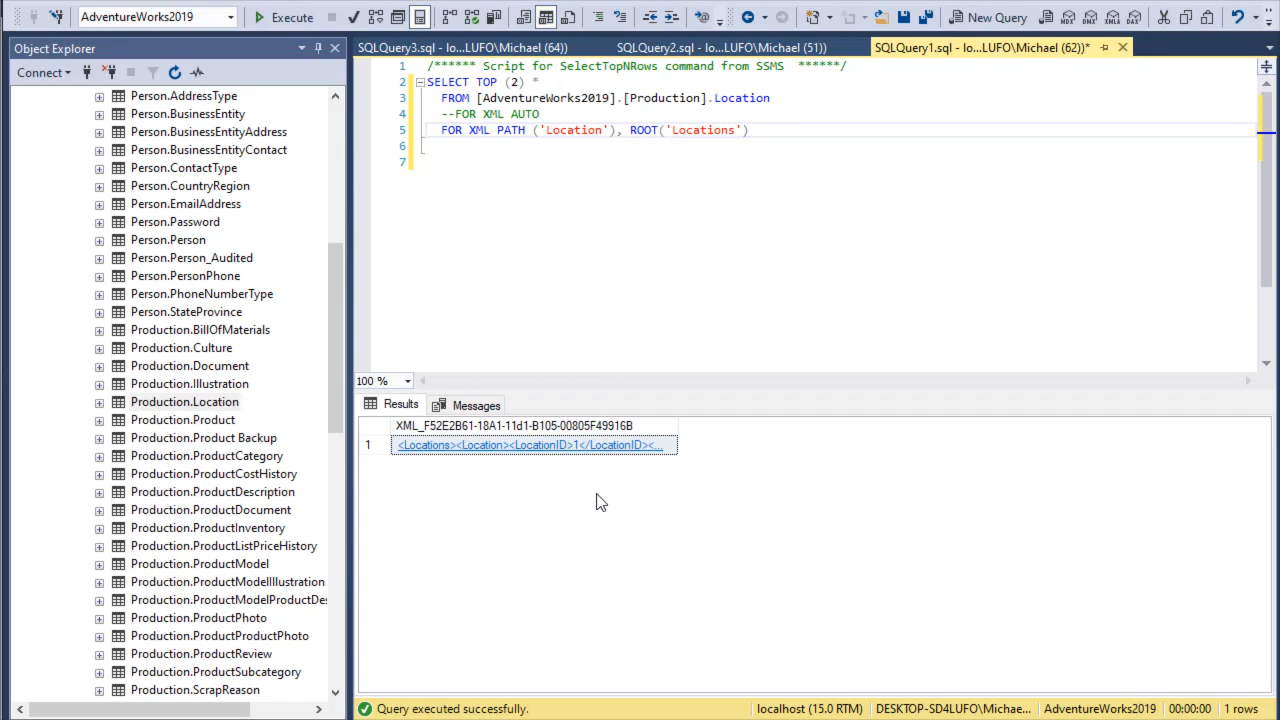 AdventureWorks2019
Execute
New Query
Object Explorer
Connect
Person.AddressType
Person.BusinessEntity
Person.BusinessEntityAddress
Person.BusinessEntityContact
Person.ContactType
Person.CountryRegion
Person.EmailAddress
Person.Password
Person.Person
Person.Person_Audited
Person.PersonPhone
Person.PhoneNumberType
Person.StateProvince
Production.BillOfMaterials
Production.Culture
Production.Document
Production.Illustration
Production.Location
Production.Product
Production.Product Backup
Production.ProductCategory
Production.ProductCostHistory
Production.ProductDescription
Production.ProductDocument
Production.ProductInventory
Production.ProductListPriceHistory
Production.ProductModel
Production.ProductModelIllustration
Production.ProductModelProductDes
Production.ProductPhoto
Production.ProductProductPhoto
Production.ProductReview
Production.ProductSubcategory
Production.ScrapReason
SQLQuery3.sql - lo...LUFO\Michael (64))
SQLQuery2.sql - lo...LUFO\Michael (51))
SQLQuery1.sql - lo...LUFO\Michael (62))*
1 /****** Script for SelectTopNRows command from SSMS  ******/
2 SELECT TOP (2) *
3 FROM [AdventureWorks2019].[Production].Location
4 --FOR XML AUTO
5 FOR XML PATH ('Location'), ROOT('Locations')
6
7
100 %
Results
Messages
XML_F52E2B61-18A1-11d1-B105-00805F49916B
1 <Locations><Location><LocationID>1</LocationID><...
Query executed successfully.
localhost (15.0 RTM)
DESKTOP-SD4LUFO\Michae...
AdventureWorks2019
00:00:00
1 rows